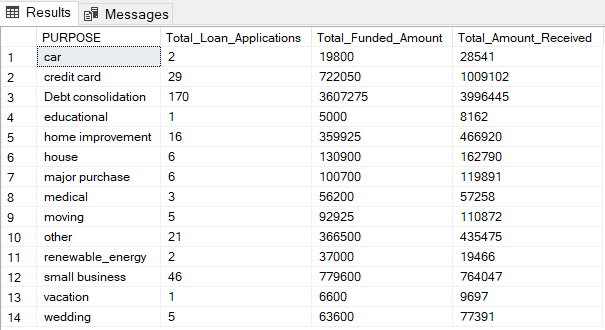 Results Messages
PURPOSE Total_Loan_Applications Total_Funded_Amount Total_Amount_Received
1 car 2 19800 28541
2 credit card 29 722050 1009102
3 Debt consolidation 170 3607275 3996445
4 educational 1 5000 8162
5 home improvement 16 359925 466920
6 house 6 130900 162790
7 major purchase 6 100700 119891
8 medical 3 56200 57258
9 moving 5 92925 110872
10 other 21 366500 435475
11 renewable_energy 2 37000 19466
12 small business 46 779600 764047
13 vacation 1 6600 9697
14 wedding 5 63600 77391